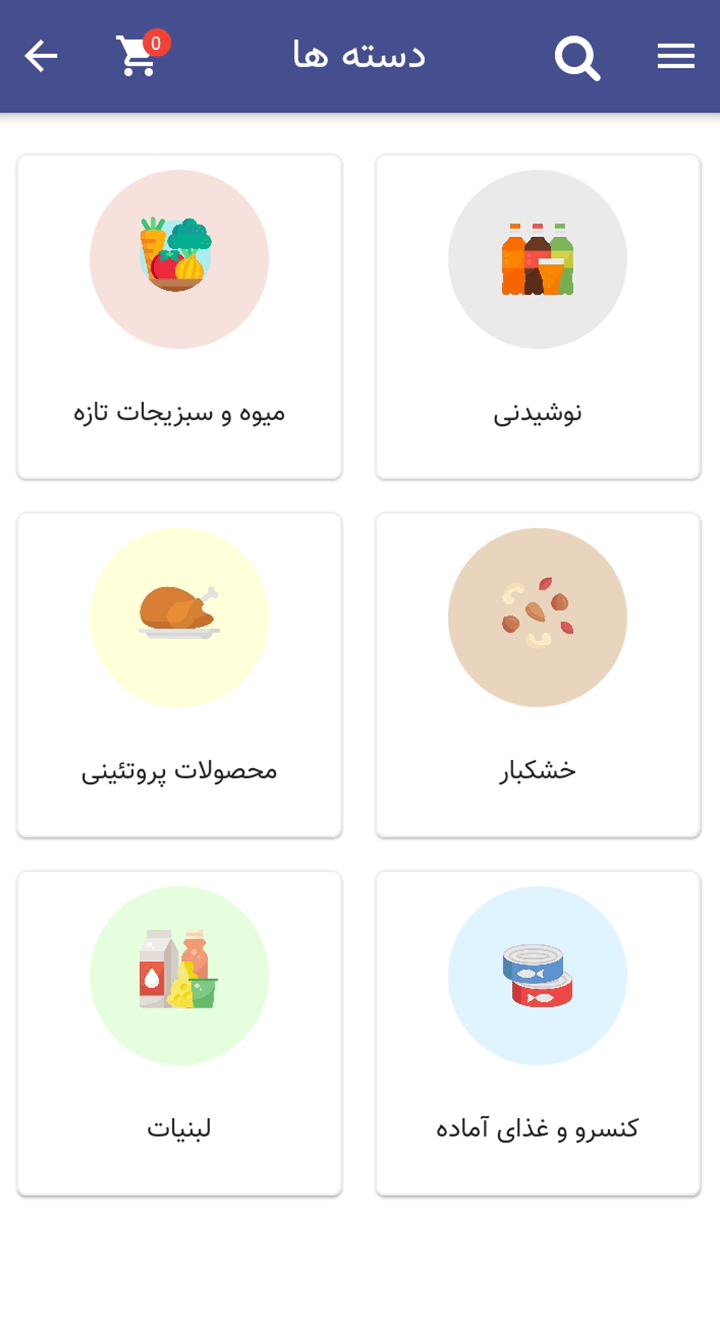 دسته ها
0
نوشیدنی
میوه و سبزیجات تازه
خشکبار
محصولات پروتئینی
کنسرو و غذای آماده
لبنیات